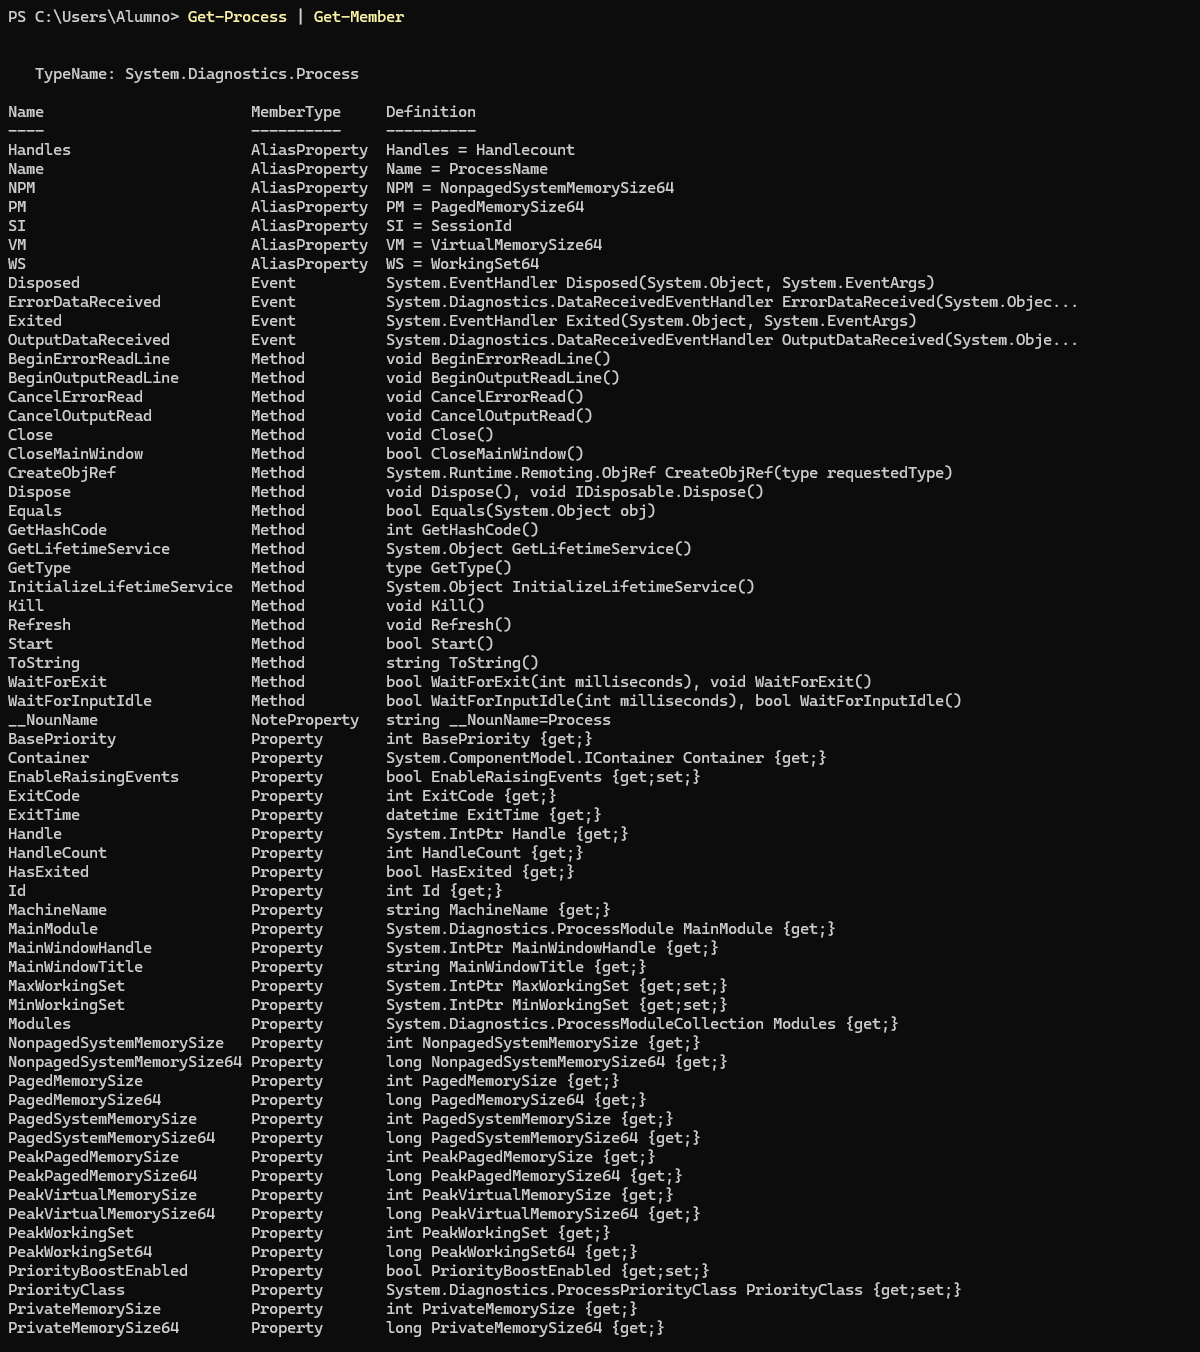 PS C:\Users\Alumno> Get-Process | Get-Member
TypeName: System.Diagnostics.Process
Name MemberType Definition
---- ---------- ----------
Handles AliasProperty Handles = Handlecount
Name AliasProperty Name = ProcessName
NPM AliasProperty NPM = NonpagedSystemMemorySize64
PM AliasProperty PM = PagedMemorySize64
SI AliasProperty SI = SessionId
VM AliasProperty VM = VirtualMemorySize64
WS AliasProperty WS = WorkingSet64
Disposed Event System.EventHandler Disposed(System.Object, System.EventArgs)
ErrorDataReceived Event System.Diagnostics.DataReceivedEventHandler ErrorDataReceived(System.Objec...
Exited Event System.EventHandler Exited(System.Object, System.EventArgs)
OutputDataReceived Event System.Diagnostics.DataReceivedEventHandler OutputDataReceived(System.Obje...
BeginErrorReadLine Method void BeginErrorReadLine()
BeginOutputReadLine Method void BeginOutputReadLine()
CancelErrorRead Method void CancelErrorRead()
CancelOutputRead Method void CancelOutputRead()
Close Method void Close()
CloseMainWindow Method bool CloseMainWindow()
CreateObjRef Method System.Runtime.Remoting.ObjRef CreateObjRef(type requestedType)
Dispose Method void Dispose(), void IDisposable.Dispose()
Equals Method bool Equals(System.Object obj)
GetHashCode Method int GetHashCode()
GetLifetimeService Method System.Object GetLifetimeService()
GetType Method type GetType()
InitializeLifetimeService Method System.Object InitializeLifetimeService()
Kill Method void Kill()
Refresh Method void Refresh()
Start Method bool Start()
ToString Method string ToString()
WaitForExit Method bool WaitForExit(int milliseconds), void WaitForExit()
WaitForInputIdle Method bool WaitForInputIdle(int milliseconds), bool WaitForInputIdle()
__NounName NoteProperty string __NounName=Process
BasePriority Property int BasePriority {get;}
Container Property System.ComponentModel.IContainer Container {get;}
EnableRaisingEvents Property bool EnableRaisingEvents {get;set;}
ExitCode Property int ExitCode {get;}
ExitTime Property datetime ExitTime {get;}
Handle Property System.IntPtr Handle {get;}
HandleCount Property int HandleCount {get;}
HasExited Property bool HasExited {get;}
Id Property int Id {get;}
MachineName Property string MachineName {get;}
MainModule Property System.Diagnostics.ProcessModule MainModule {get;}
MainWindowHandle Property System.IntPtr MainWindowHandle {get;}
MainWindowTitle Property string MainWindowTitle {get;}
MaxWorkingSet Property System.IntPtr MaxWorkingSet {get;set;}
MinWorkingSet Property System.IntPtr MinWorkingSet {get;set;}
Modules Property System.Diagnostics.ProcessModuleCollection Modules {get;}
NonpagedSystemMemorySize Property int NonpagedSystemMemorySize {get;}
NonpagedSystemMemorySize64 Property long NonpagedSystemMemorySize64 {get;}
PagedMemorySize Property int PagedMemorySize {get;}
PagedMemorySize64 Property long PagedMemorySize64 {get;}
PagedSystemMemorySize Property int PagedSystemMemorySize {get;}
PagedSystemMemorySize64 Property long PagedSystemMemorySize64 {get;}
PeakPagedMemorySize Property int PeakPagedMemorySize {get;}
PeakPagedMemorySize64 Property long PeakPagedMemorySize64 {get;}
PeakVirtualMemorySize Property int PeakVirtualMemorySize {get;}
PeakVirtualMemorySize64 Property long PeakVirtualMemorySize64 {get;}
PeakWorkingSet Property int PeakWorkingSet {get;}
PeakWorkingSet64 Property long PeakWorkingSet64 {get;}
PriorityBoostEnabled Property bool PriorityBoostEnabled {get;set;}
PriorityClass Property System.Diagnostics.ProcessPriorityClass PriorityClass {get;set;}
PrivateMemorySize Property int PrivateMemorySize {get;}
PrivateMemorySize64 Property long PrivateMemorySize64 {get;}